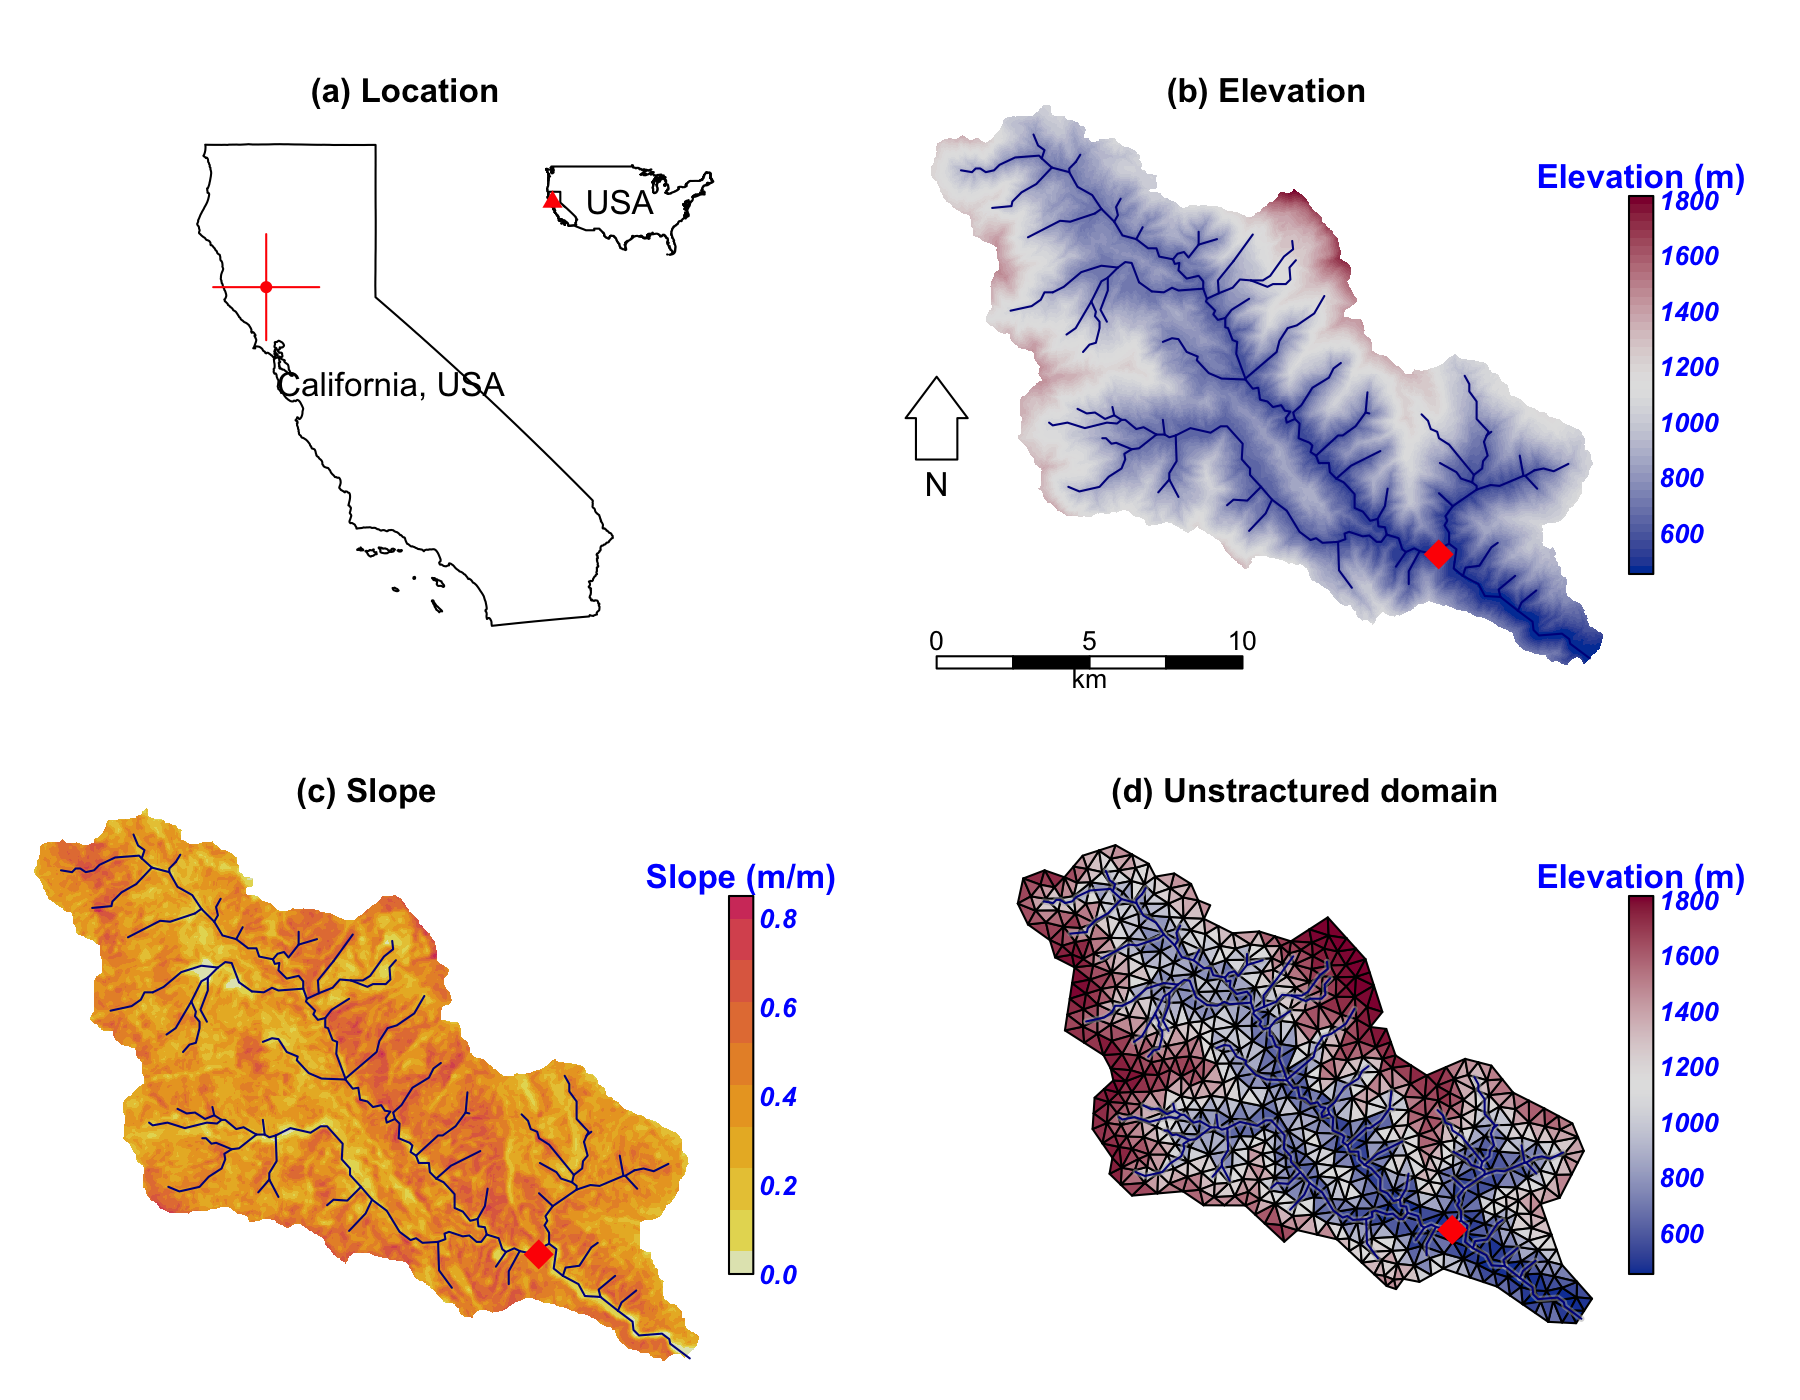 (a) Location
USA
California, USA
(b) Elevation
Elevation (m)
1800
1600
1400
1200
1000
800
600
N
0 5 10
km
(c) Slope
Slope (m/m)
0.8
0.6
0.4
0.2
0.0
(d) Unstractured domain
Elevation (m)
1800
1600
1400
1200
1000
800
600